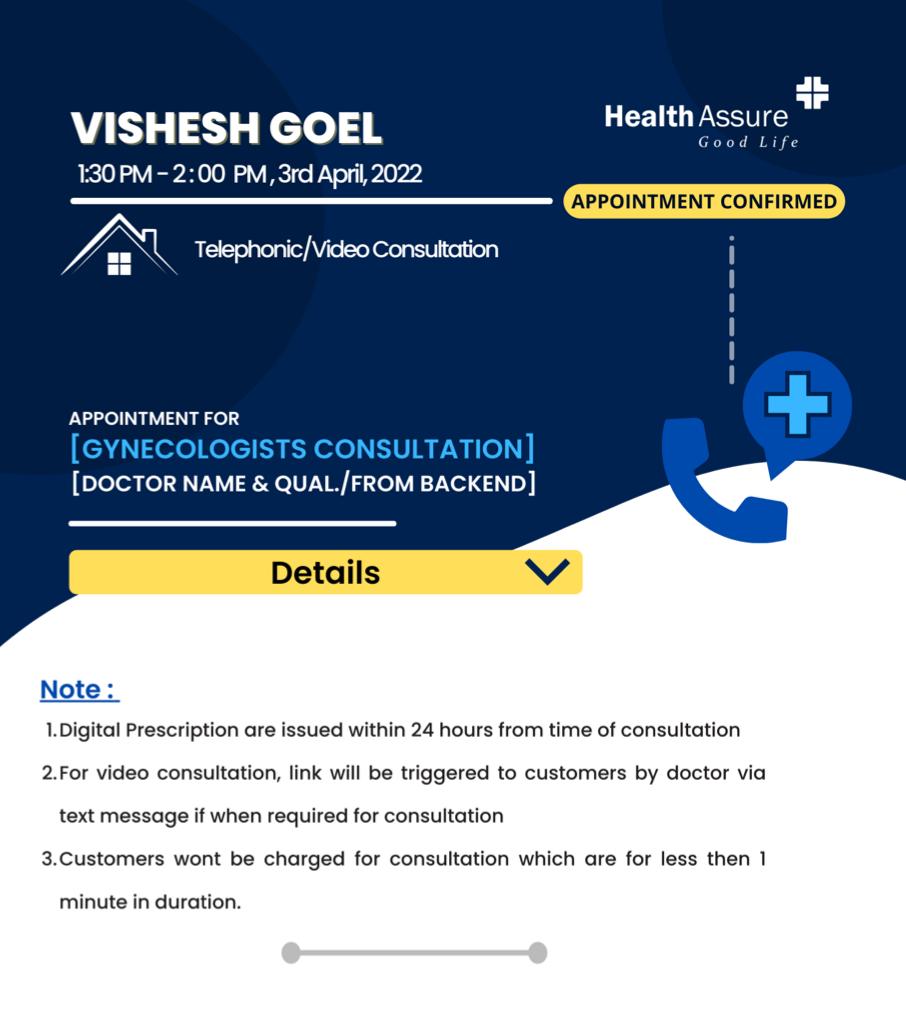 VISHESH GOEL
1:30 PM - 2:00 PM, 3rd April, 2022
HealthAssure
Good Life
APPOINTMENT CONFIRMED
Telephonic/Video Consultation
APPOINTMENT FOR
[GYNECOLOGISTS CONSULTATION]
[DOCTOR NAME & QUAL./FROM BACKEND]
Details
Note :
1. Digital Prescription are issued within 24 hours from time of consultation
2. For video consultation, link will be triggered to customers by doctor via
text message if when required for consultation
3. Customers wont be charged for consultation which are for less then 1
minute in duration.